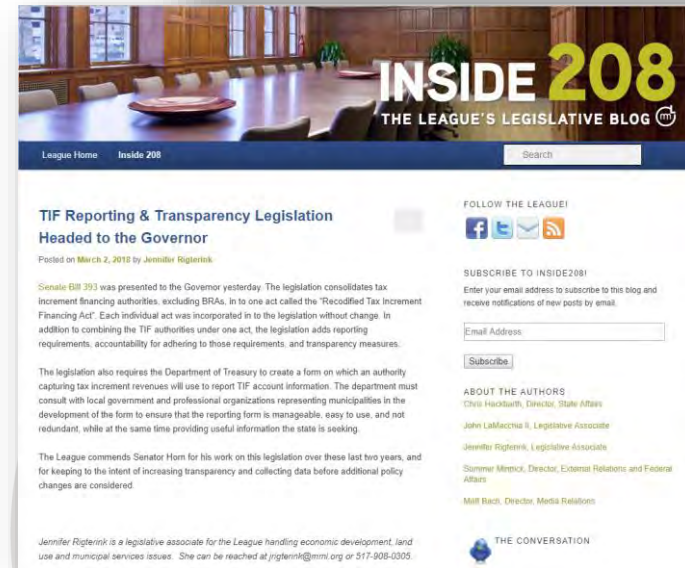 INSIDE 208
THE LEAGUE'S LEGISLATIVE BLOG
League Home Inside 208
Search
TIF Reporting & Transparency Legislation
Headed to the Governor
Posted on March 2, 2018 by Jennifer Rigterink
Senate Bill 393 was presented to the Governor yesterday. The legislation consolidates tax
increment financing authorities, excluding BRAs, in to one act called the "Recodified Tax Increment
Financing Act". Each individual act was incorporated in to the legislation without change. In
addition to combining the TIF authorities under one act, the legislation adds reporting
requirements, accountability for adhering to those requirements, and transparency measures.
The legislation also requires the Department of Treasury to create a form on which an authority
capturing tax increment revenues will use to report TIF account information. The department must
consult with local government and professional organizations representing municipalities in the
development of the form to ensure that the reporting form is manageable, easy to use, and not
redundant, while at the same time providing useful information the state is seeking.
The League commends Senator Horn for his work on this legislation over these last two years, and
for keeping to the intent of increasing transparency and collecting data before additional policy
changes are considered.
Jennifer Rigterink is a legislative associate for the League handling economic development, land
use and municipal services issues. She can be reached at jrigterink@mml.org or 517-908-0305.
FOLLOW THE LEAGUE!
SUBSCRIBE TO INSIDE208!
Enter your email address to subscribe to this blog and
receive notifications of new posts by email.
Email Address
Subscribe
ABOUT THE AUTHORS
Chris Hackbarth, Director, State Affairs
John LaMacchia II, Legislative Associate
Jennifer Rigterink, Legislative Associate
Summer Minnick, Director, External Relations and Federal
Affairs
Matt Bach, Director, Media Relations
THE CONVERSATION